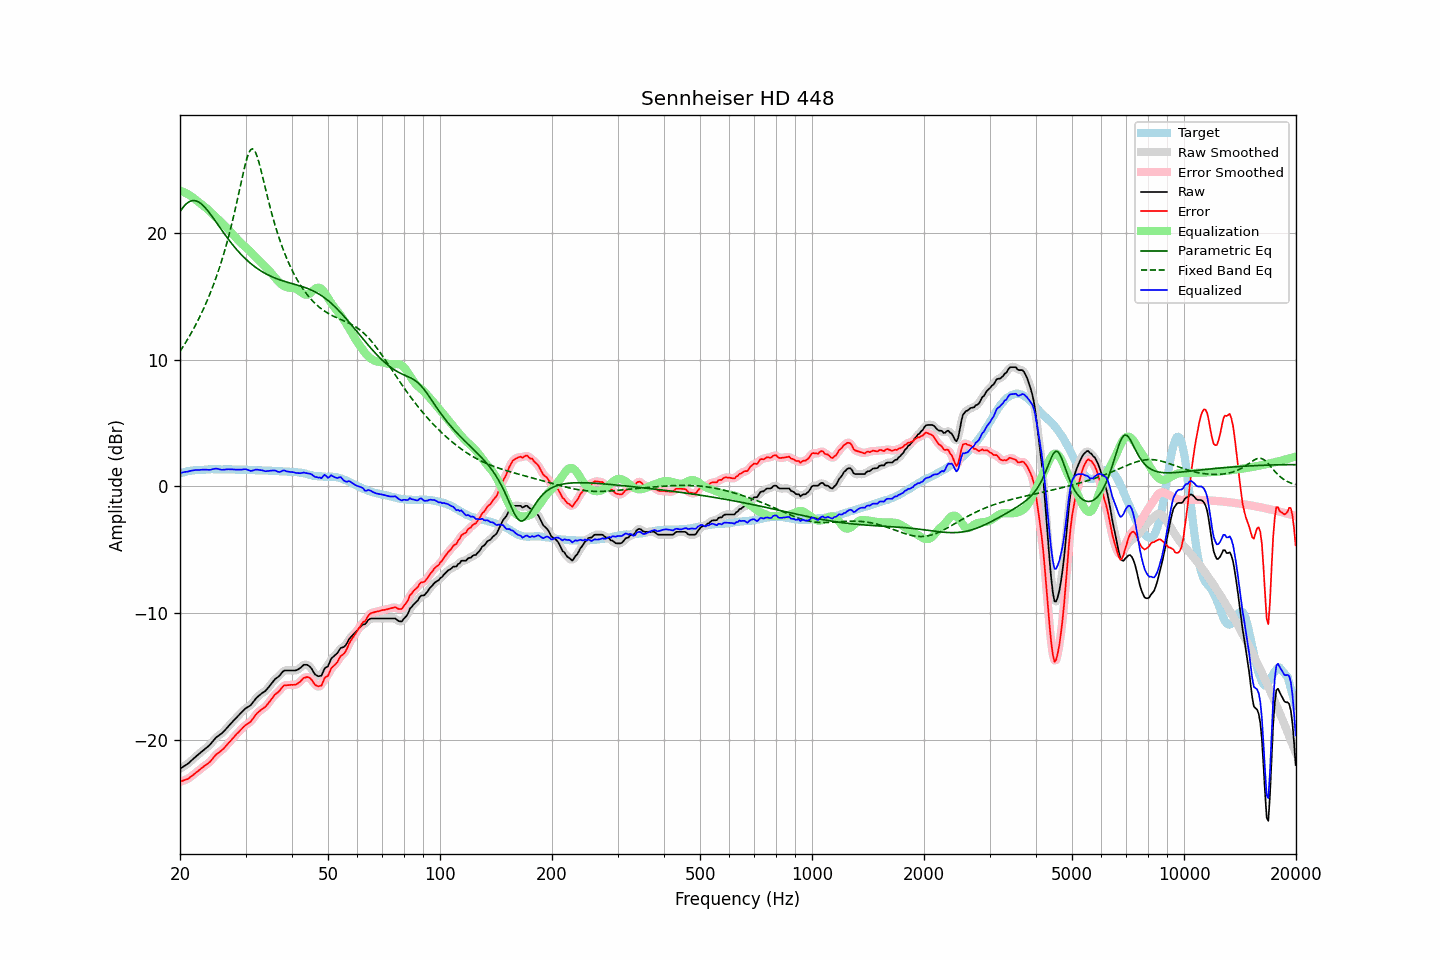 Sennheiser HD 448
Target
Raw Smoothed
Error Smoothed
Raw
Error
Equalization
Parametric Eq
Fixed Band Eq
Equalized
Amplitude (dBr)
20
10
0
−10
−20
20 50 100 200 500 1000 2000 5000 10000 20000
Frequency (Hz)